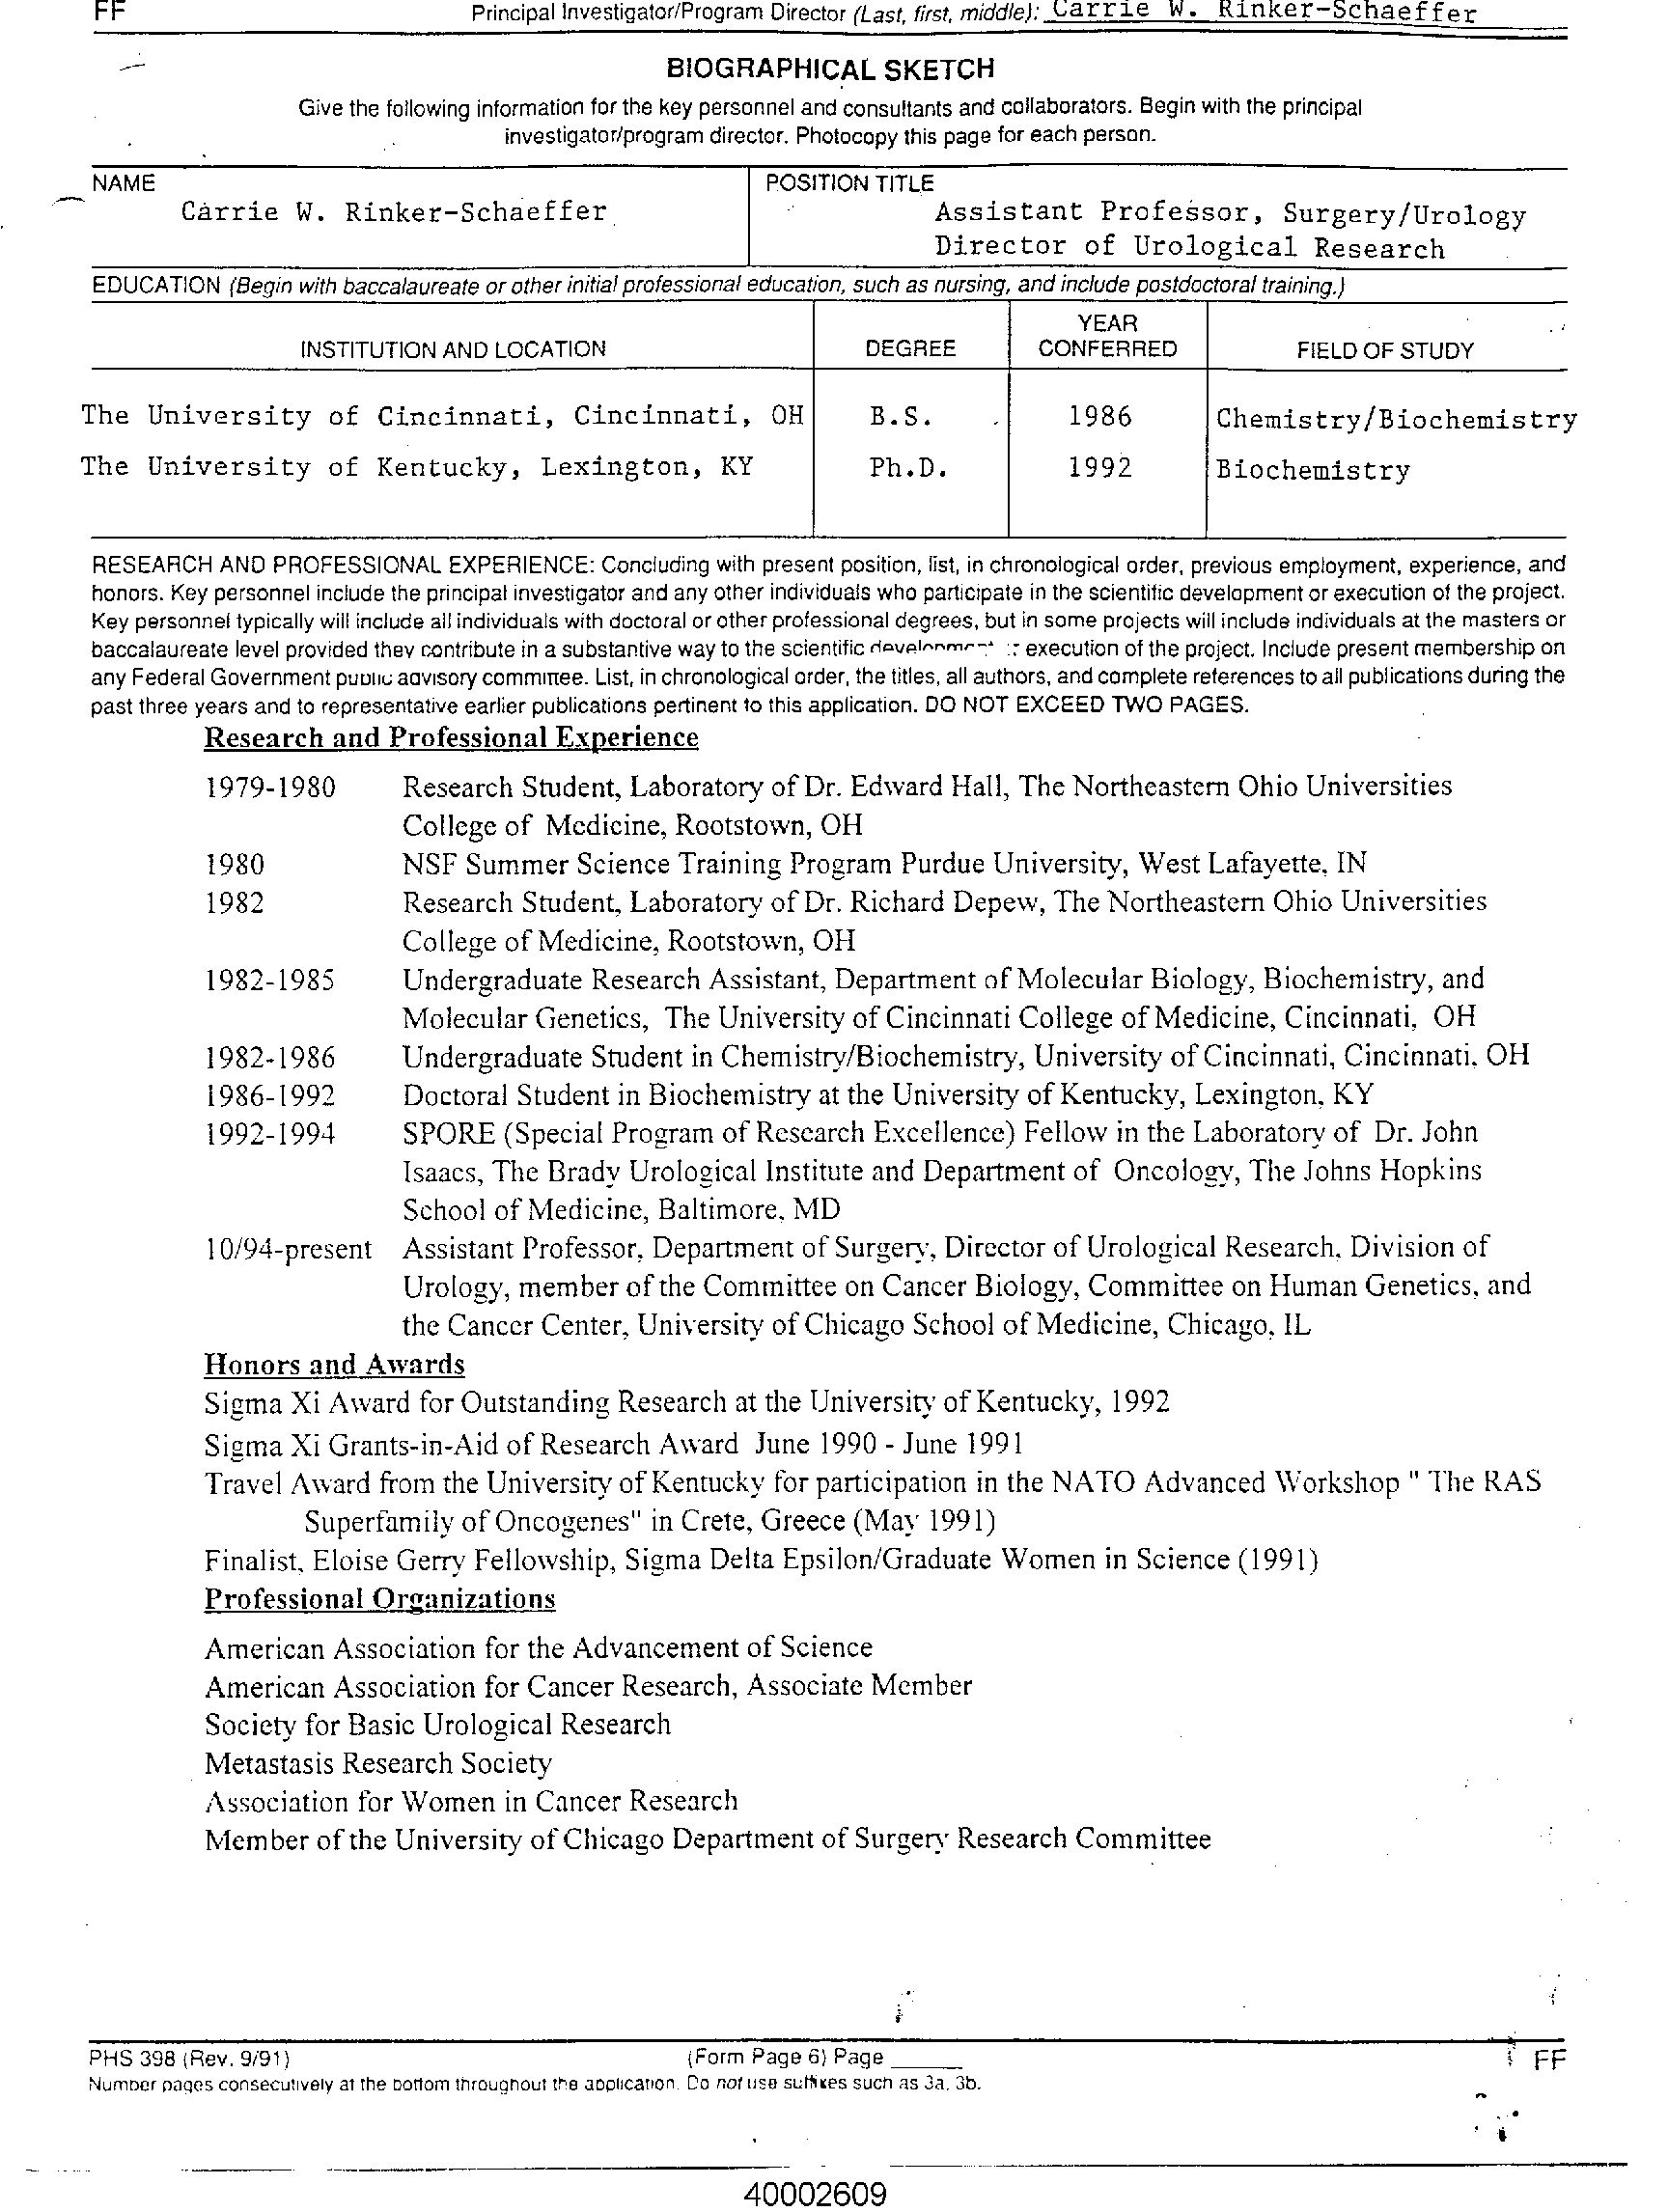 FF
Principal Investigator/Program Director (Last, first, middle): Carrie W. Rinker-Schaeffer
BIOGRAPHICAL SKETCH
Give the following information for the key personnel and consultants and collaborators. Begin with the principal
investigator/program director. Photocopy this page for each person.
NAME
Carrie W. Rinker-Schaeffer
POSITION TITLE
Assistant Professor, Surgery/Urology
Director of Urological Research
EDUCATION (Begin with baccalaureate or other initial professional education, such as nursing, and include postdoctoral training.)
INSTITUTION AND LOCATION DEGREE YEAR CONFERRED FIELD OF STUDY
The University of Cincinnati, Cincinnati, OH B.S. 1986 Chemistry/Biochemistry
The University of Kentucky, Lexington, KY Ph.D. 1992 Biochemistry
RESEARCH AND PROFESSIONAL EXPERIENCE: Concluding with present position, list, in chronological order, previous employment, experience, and
honors. Key personnel include the principal investigator and any other individuals who participate in the scientific development or execution of the project.
Key personnel typically will include all individuals with doctoral or other professional degrees, but in some projects will include individuals at the masters or
baccalaureate level provided they contribute in a substantive way to the scientific development execution of the project. Include present membership on
any Federal Government public advisory committee. List, in chronological order, the titles, all authors, and complete references to all publications during the
past three years and to representative earlier publications pertinent to this application. DO NOT EXCEED TWO PAGES.
Research and Professional Experience
1979-1980 Research Student, Laboratory of Dr. Edward Hall, The Northeastern Ohio Universities
College of Medicine, Rootstown, OH
1980 NSF Summer Science Training Program Purdue University, West Lafayette, IN
1982 Research Student, Laboratory of Dr. Richard Depew, The Northeastern Ohio Universities
College of Medicine, Rootstown, OH
1982-1985 Undergraduate Research Assistant, Department of Molecular Biology, Biochemistry, and
Molecular Genetics, The University of Cincinnati College of Medicine, Cincinnati, OH
1982-1986 Undergraduate Student in Chemistry/Biochemistry, University of Cincinnati, Cincinnati, OH
1986-1992 Doctoral Student in Biochemistry at the University of Kentucky, Lexington, KY
1992-1994 SPORE (Special Program of Research Excellence) Fellow in the Laboratory of Dr. John
Isaacs, The Brady Urological Institute and Department of Oncology, The Johns Hopkins
School of Medicine, Baltimore, MD
10/94-present Assistant Professor, Department of Surgery, Director of Urological Research, Division of
Urology, member of the Committee on Cancer Biology, Committee on Human Genetics, and
the Cancer Center, University of Chicago School of Medicine, Chicago, IL
Honors and Awards
Sigma Xi Award for Outstanding Research at the University of Kentucky, 1992
Sigma Xi Grants-in-Aid of Research Award June 1990 - June 1991
Travel Award from the University of Kentucky for participation in the NATO Advanced Workshop " The RAS
Superfamily of Oncogenes" in Crete, Greece (May 1991)
Finalist, Eloise Gerry Fellowship, Sigma Delta Epsilon/Graduate Women in Science (1991)
Professional Organizations
American Association for the Advancement of Science
American Association for Cancer Research, Associate Member
Society for Basic Urological Research
Metastasis Research Society
Association for Women in Cancer Research
Member of the University of Chicago Department of Surgery Research Committee
PHS 398 (Rev. 9/91) (Form Page 6) Page ______ FF
Number pages consecutively at the bottom throughout the application. Do not use suffixes such as 3a, 3b.
40002609